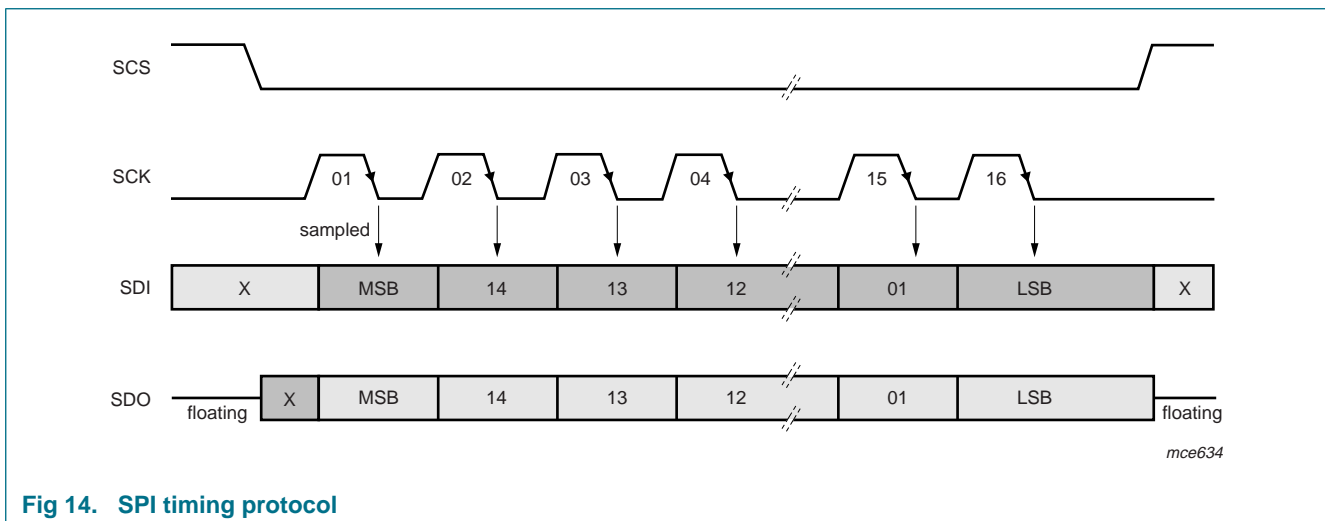 SCS
SCK 01 02 03 04 15 16
sampled
SDI X MSB 14 13 12 01 LSB X
SDO X MSB 14 13 12 01 LSB
floating floating
mce634
Fig 14. SPI timing protocol